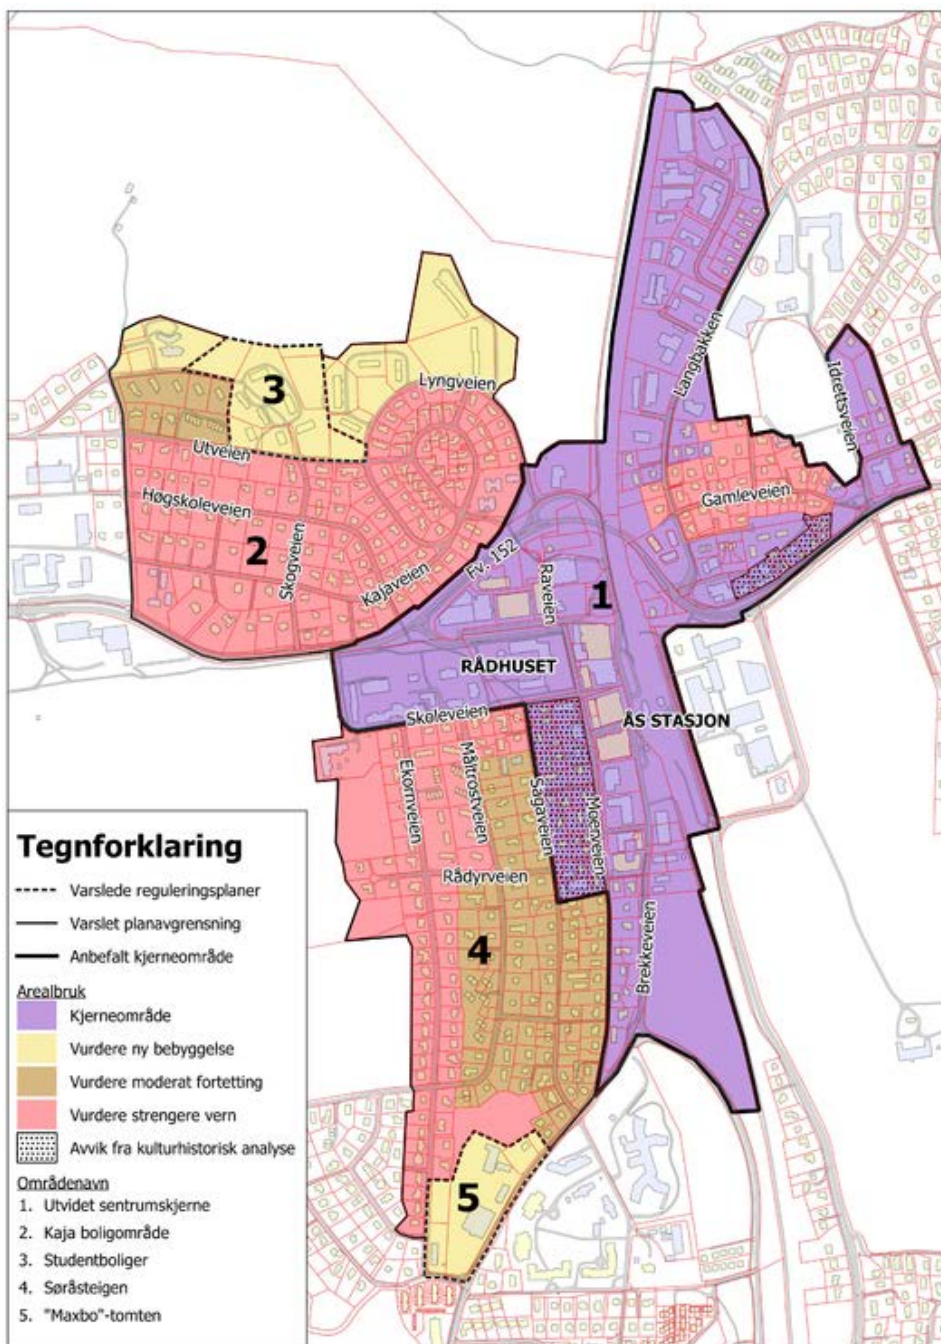 Langbakken
Idrettsveien
3
Lyngveien
Utveien
Høgskoleveien
2
Skogveien
Kajaveien
Gamleveien
Fv. 152
Raveien
1
RÅDHUSET
Skoleveien
ÅS STASJON
Ekornveien
Måltrostveien
Sagaveien
Moerveien
Rådyrveien
4
Brekkeveien
5
Tegnforklaring
Varslede reguleringsplaner
Varslet planavgrensning
Anbefalt kjerneområde
Arealbruk
Kjerneområde
Vurdere ny bebyggelse
Vurdere moderat fortetting
Vurdere strengere vern
Avvik fra kulturhistorisk analyse
Områdenavn
1. Utvidet sentrumskjerne
2. Kaja boligområde
3. Studentboliger
4. Søråsteigen
5. "Maxbo"-tomten